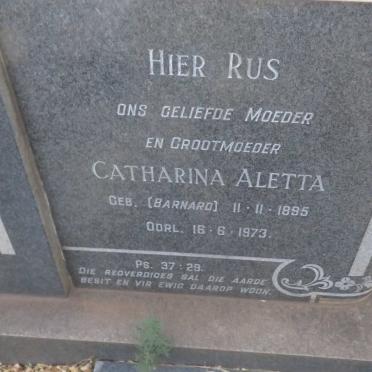 HIER RUS
ONS GELIEFDE MOEDER
EN GROOTMOEDER
CATHARINA ALETTA
GEB. (BARNARD) 11·11·1895
OORL. 16·6·1973.
PS. 37:29.
DIE REGVERDIGES SAL DIE AARDE
BESIT EN VIR EWIG DAAROP WOON.